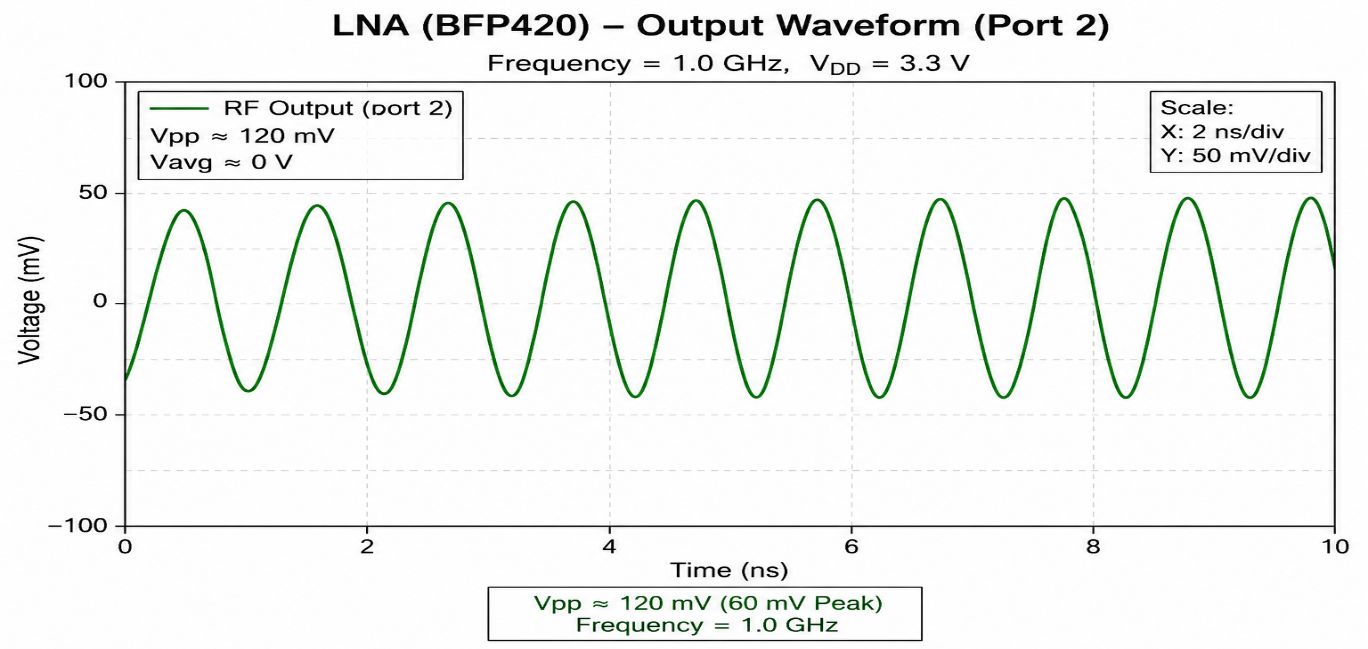 LNA (BFP420) – Output Waveform (Port 2)
Frequency = 1.0 GHz, VDD = 3.3 V
RF Output (port 2)
Vpp ≈ 120 mV
Vavg ≈ 0 V
Scale:
X: 2 ns/div
Y: 50 mV/div
Voltage (mV)
100
50
0
−50
−100
0 2 4 6 8 10
Time (ns)
Vpp ≈ 120 mV (60 mV Peak)
Frequency = 1.0 GHz